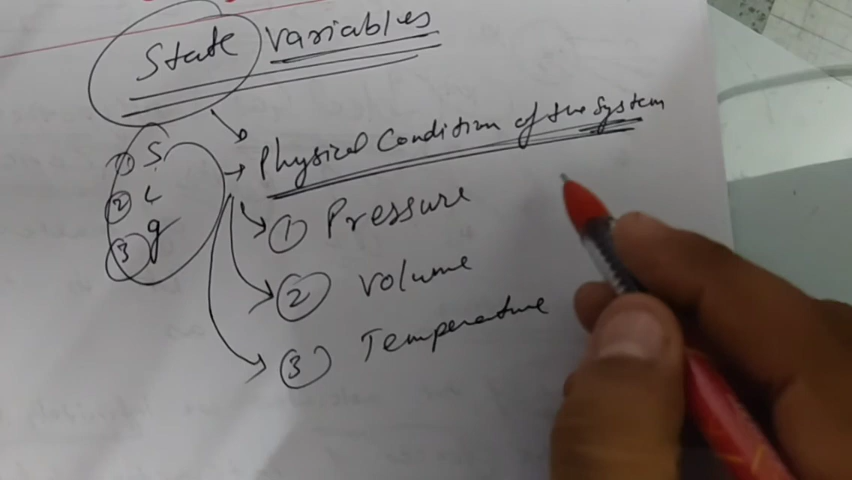 State variables
Physical Condition of the system
① S
② L
③ g
① Pressure
② volume
③ Temperature